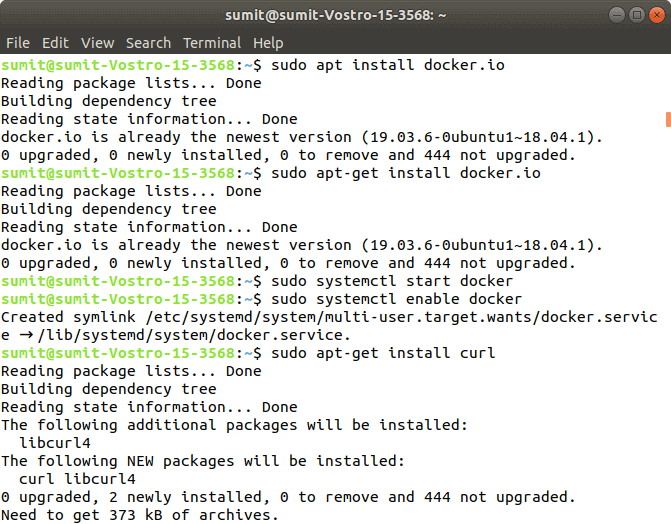 sumit@sumit-Vostro-15-3568: ~
File Edit View Search Terminal Help
sumit@sumit-Vostro-15-3568:~$ sudo apt install docker.io
Reading package lists... Done
Building dependency tree
Reading state information... Done
docker.io is already the newest version (19.03.6-0ubuntu1~18.04.1).
0 upgraded, 0 newly installed, 0 to remove and 444 not upgraded.
sumit@sumit-Vostro-15-3568:~$ sudo apt-get install docker.io
Reading package lists... Done
Building dependency tree
Reading state information... Done
docker.io is already the newest version (19.03.6-0ubuntu1~18.04.1).
0 upgraded, 0 newly installed, 0 to remove and 444 not upgraded.
sumit@sumit-Vostro-15-3568:~$ sudo systemctl start docker
sumit@sumit-Vostro-15-3568:~$ sudo systemctl enable docker
Created symlink /etc/systemd/system/multi-user.target.wants/docker.servic
e →/lib/systemd/system/docker.service.
sumit@sumit-Vostro-15-3568:~$ sudo apt-get install curl
Reading package lists... Done
Building dependency tree
Reading state information... Done
The following additional packages will be installed:
  libcurl4
The following NEW packages will be installed:
  curl libcurl4
0 upgraded, 2 newly installed, 0 to remove and 444 not upgraded.
Need to get 373 kB of archives.